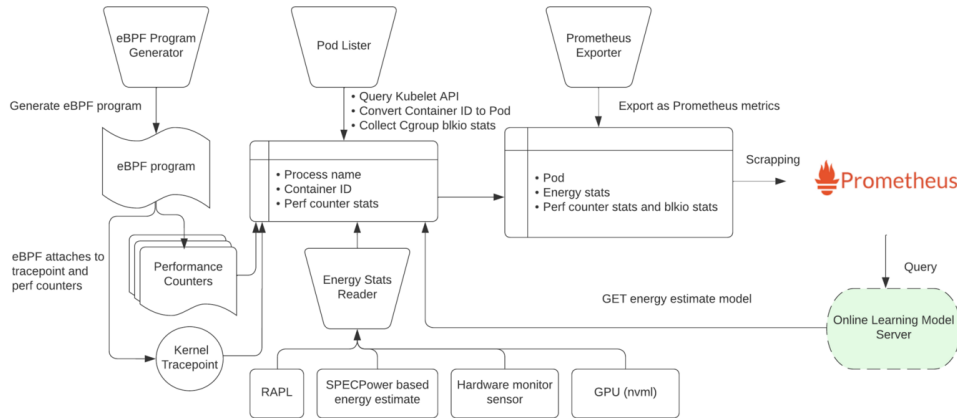 eBPF Program
Generator
Pod Lister
Prometheus
Exporter
Generate eBPF program
• Query Kubelet API
• Convert Container ID to Pod
• Collect Cgroup blkio stats
Export as Prometheus metrics
eBPF program
• Process name
• Container ID
• Perf counter stats
• Pod
• Energy stats
• Perf counter stats and blkio stats
Scrapping
Prometheus
eBPF attaches to
tracepoint and
perf counters
Performance
Counters
Energy Stats
Reader
Query
GET energy estimate model
Online Learning Model
Server
Kernel
Tracepoint
RAPL
SPECPower based
energy estimate
Hardware monitor
sensor
GPU (nvml)